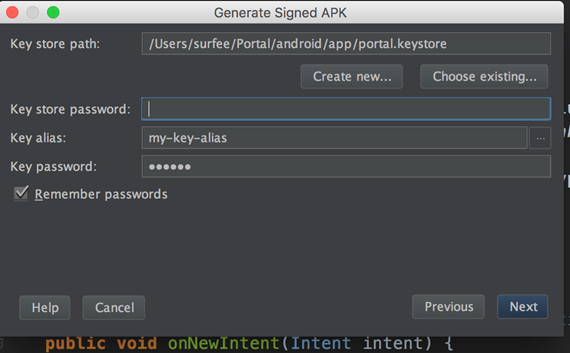 Generate Signed APK
Key store path: /Users/surfee/Portal/android/app/portal.keystore
Create new... Choose existing...
Key store password:
Key alias: my-key-alias ...
Key password: ••••••
Remember passwords
Help Cancel Previous Next
public void onNewIntent(Intent intent) {